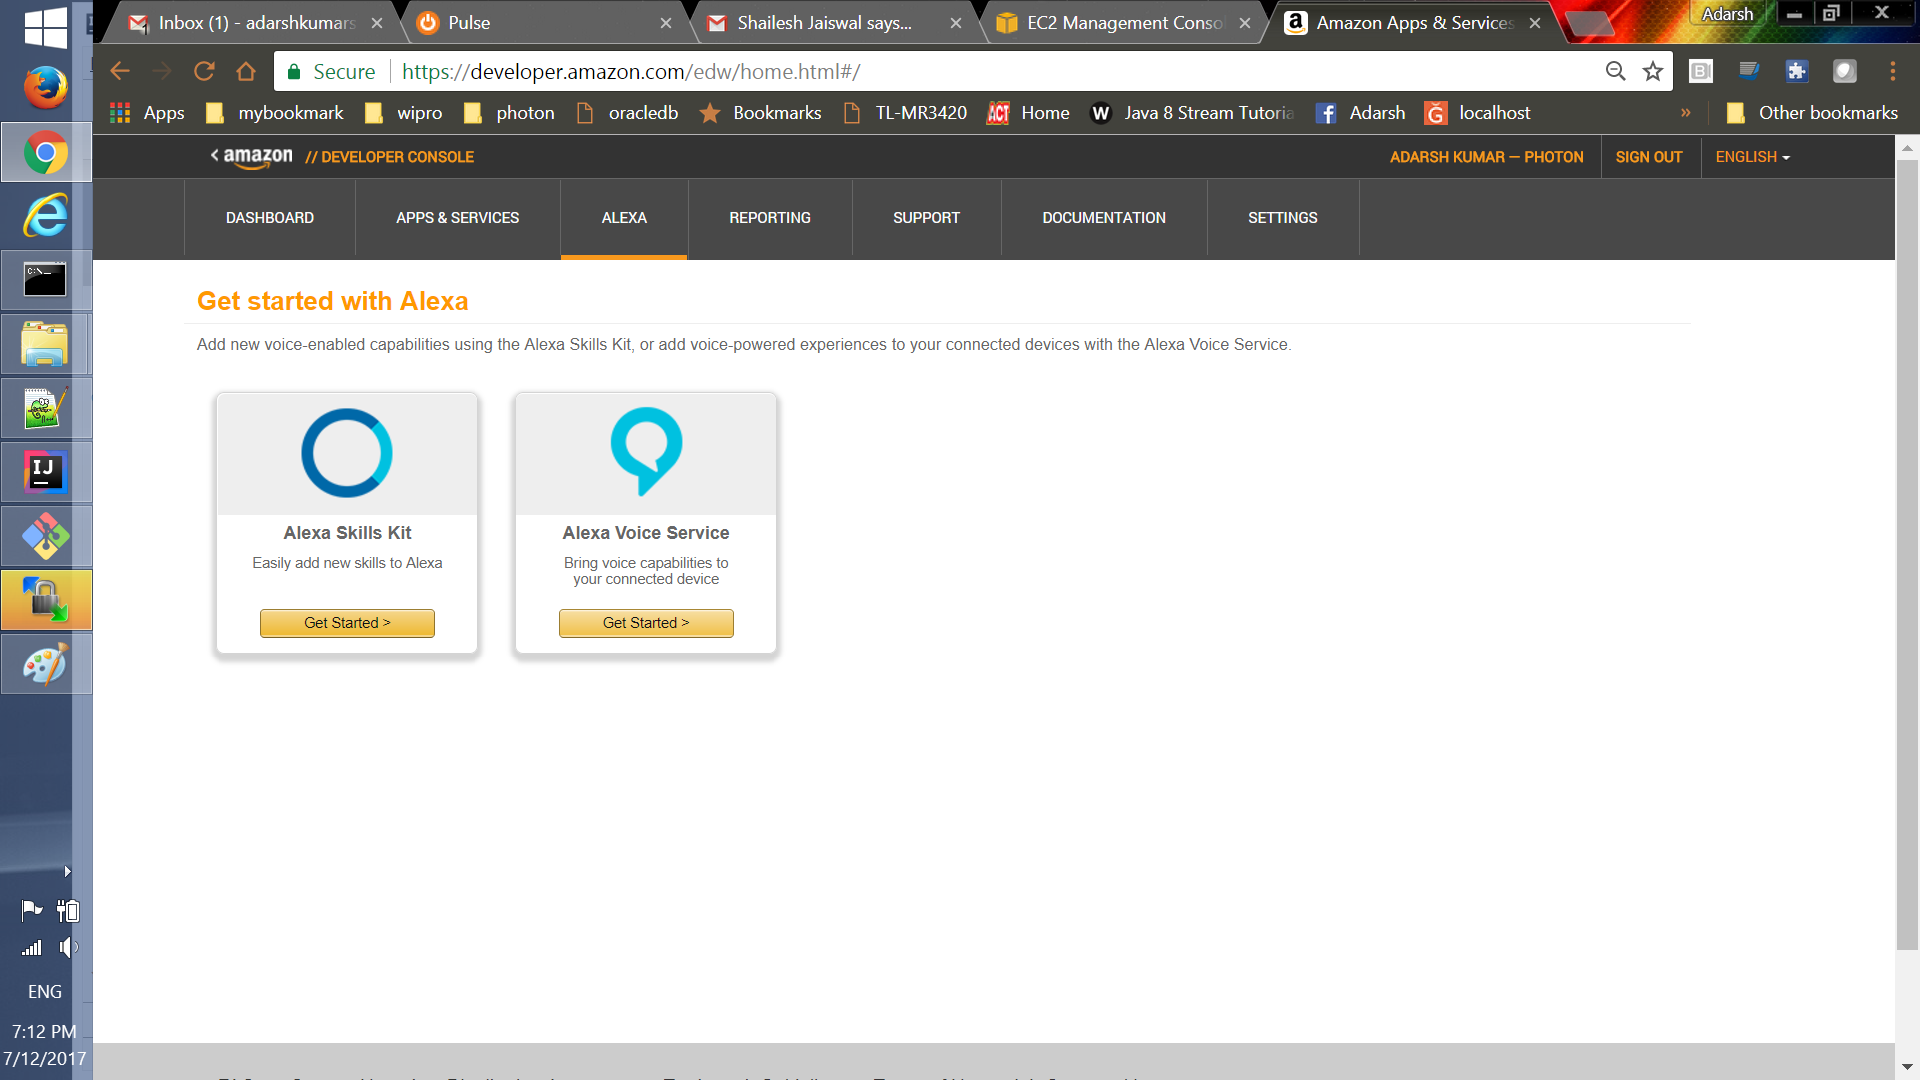 Inbox (1) - adarshkumars
Pulse
Shailesh Jaiswal says...
EC2 Management Conso
Amazon Apps & Services
Adarsh
Secure
https://developer.amazon.com/edw/home.html#/
Apps
mybookmark
wipro
photon
oracledb
Bookmarks
TL-MR3420
ACT
Home
W
Java 8 Stream Tutoria
Adarsh
localhost
»
Other bookmarks
< amazon // DEVELOPER CONSOLE
ADARSH KUMAR — PHOTON
SIGN OUT
ENGLISH
DASHBOARD
APPS & SERVICES
ALEXA
REPORTING
SUPPORT
DOCUMENTATION
SETTINGS
Get started with Alexa
Add new voice-enabled capabilities using the Alexa Skills Kit, or add voice-powered experiences to your connected devices with the Alexa Voice Service.
Alexa Skills Kit
Easily add new skills to Alexa
Get Started >
Alexa Voice Service
Bring voice capabilities to
your connected device
Get Started >
C:\._
IJ
ENG
7:12 PM
7/12/2017